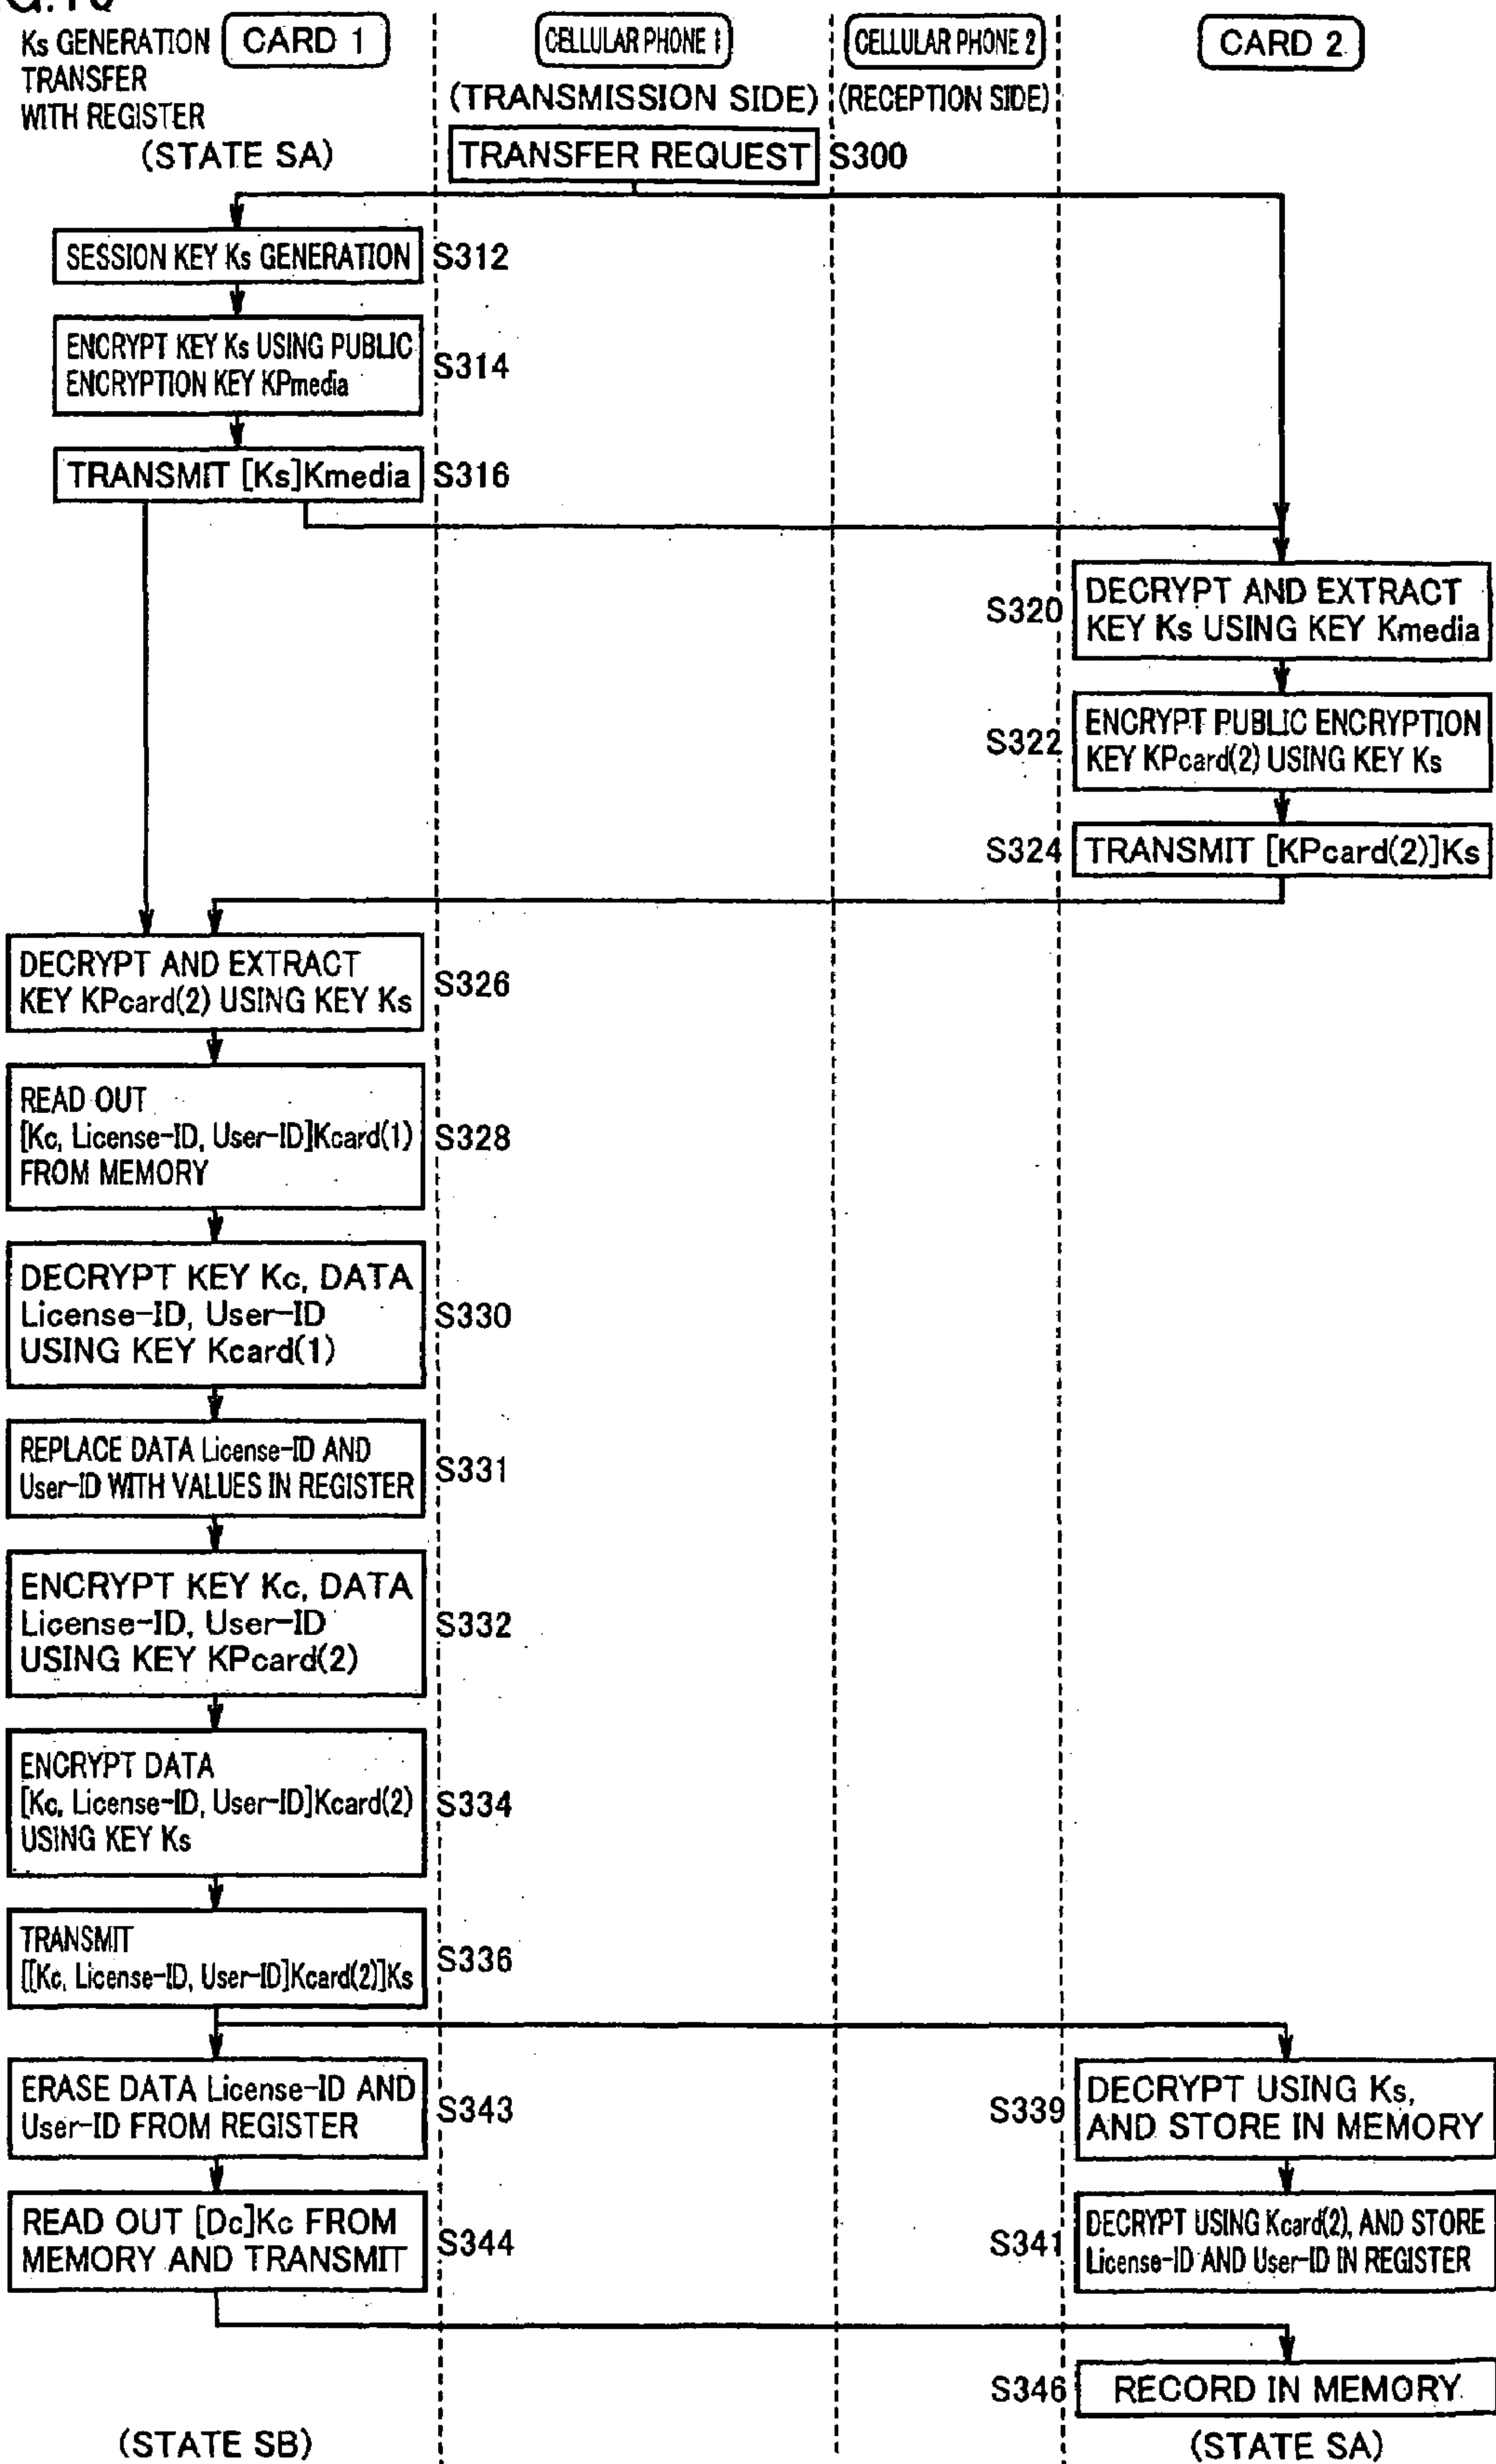 Ks GENERATION
TRANSFER
WITH REGISTER
CARD 1
CELLULAR PHONE 1
CELLULAR PHONE 2
CARD 2
(TRANSMISSION SIDE)
(RECEPTION SIDE)
(STATE SA)
TRANSFER REQUEST
S300
SESSION KEY Ks GENERATION
S312
ENCRYPT KEY Ks USING PUBLIC
ENCRYPTION KEY KPmedia
S314
TRANSMIT [Ks]Kmedia
S316
S320
DECRYPT AND EXTRACT
KEY Ks USING KEY Kmedia
S322
ENCRYPT PUBLIC ENCRYPTION
KEY KPcard(2) USING KEY Ks
S324
TRANSMIT [KPcard(2)]Ks
DECRYPT AND EXTRACT
KEY KPcard(2) USING KEY Ks
S326
READ OUT
[Kc, License-ID, User-ID]Kcard(1)
FROM MEMORY
S328
DECRYPT KEY Kc, DATA
License-ID, User-ID
USING KEY Kcard(1)
S330
REPLACE DATA License-ID AND
User-ID WITH VALUES IN REGISTER
S331
ENCRYPT KEY Kc, DATA
License-ID, User-ID
USING KEY KPcard(2)
S332
ENCRYPT DATA
[Kc, License-ID, User-ID]Kcard(2)
USING KEY Ks
S334
TRANSMIT
[[Kc, License-ID, User-ID]Kcard(2)]Ks
S336
ERASE DATA License-ID AND
User-ID FROM REGISTER
S343
S339
DECRYPT USING Ks,
AND STORE IN MEMORY
READ OUT [Dc]Kc FROM
MEMORY AND TRANSMIT
S344
S341
DECRYPT USING Kcard(2), AND STORE
License-ID AND User-ID IN REGISTER
S346
RECORD IN MEMORY
(STATE SB)
(STATE SA)